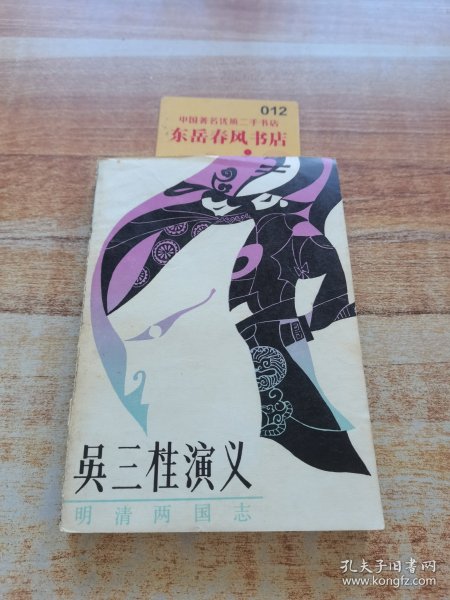 012
中国著名优质二手书店
东岳春风书店
吳三桂演义
明清两国志
孔夫子旧书网
www.kongfz.com